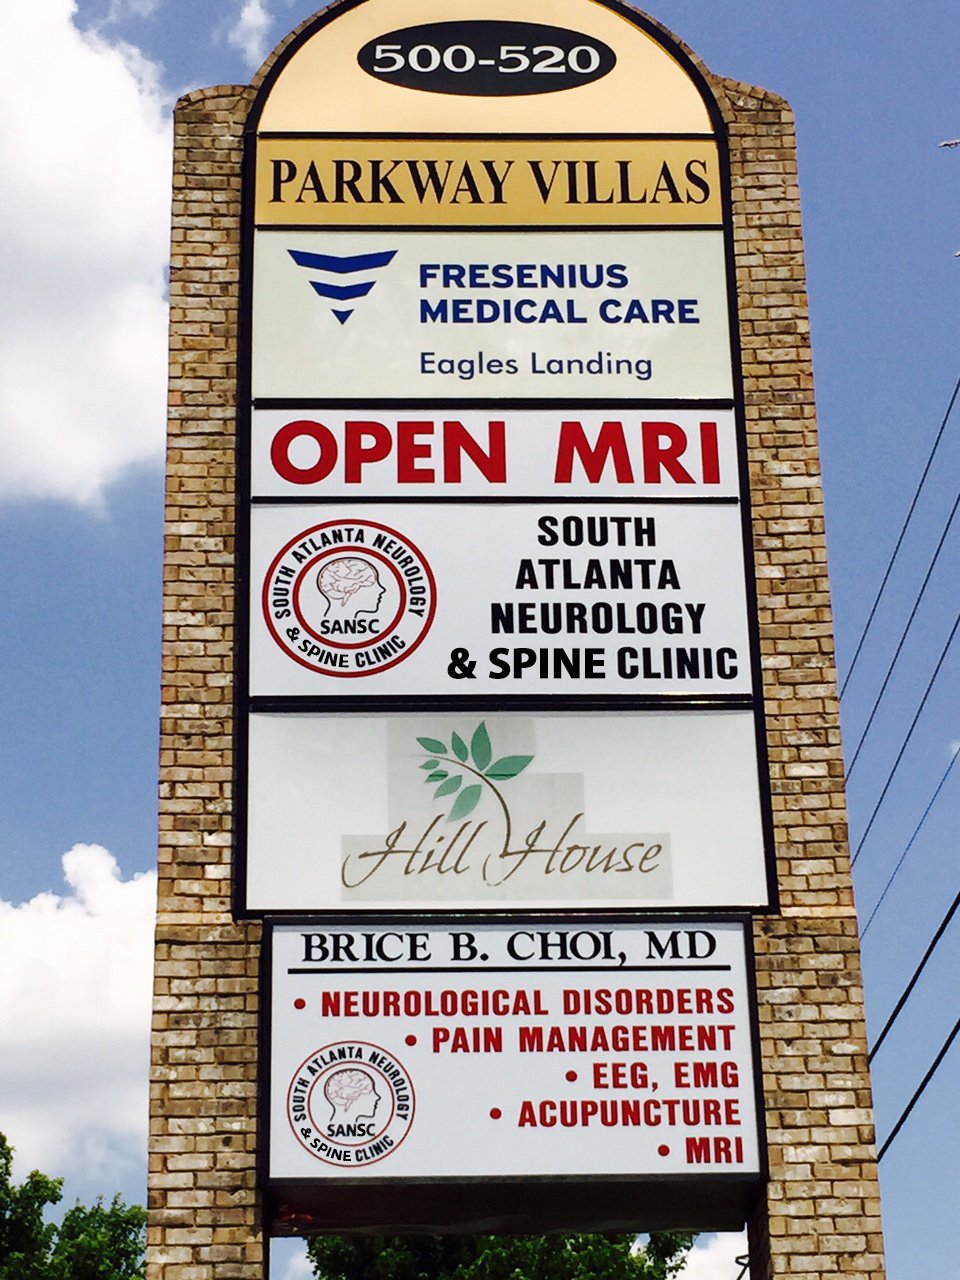 500-520
PARKWAY VILLAS
FRESENIUS
MEDICAL CARE
Eagles Landing
OPEN MRI
SOUTH ATLANTA NEUROLOGY
& SPINE CLINIC
SANSC
SOUTH
ATLANTA
NEUROLOGY
& SPINE CLINIC
Hill House
BRICE B. CHOI, MD
• NEUROLOGICAL DISORDERS
• PAIN MANAGEMENT
• EEG, EMG
• ACUPUNCTURE
• MRI
SOUTH ATLANTA NEUROLOGY
& SPINE CLINIC
SANSC